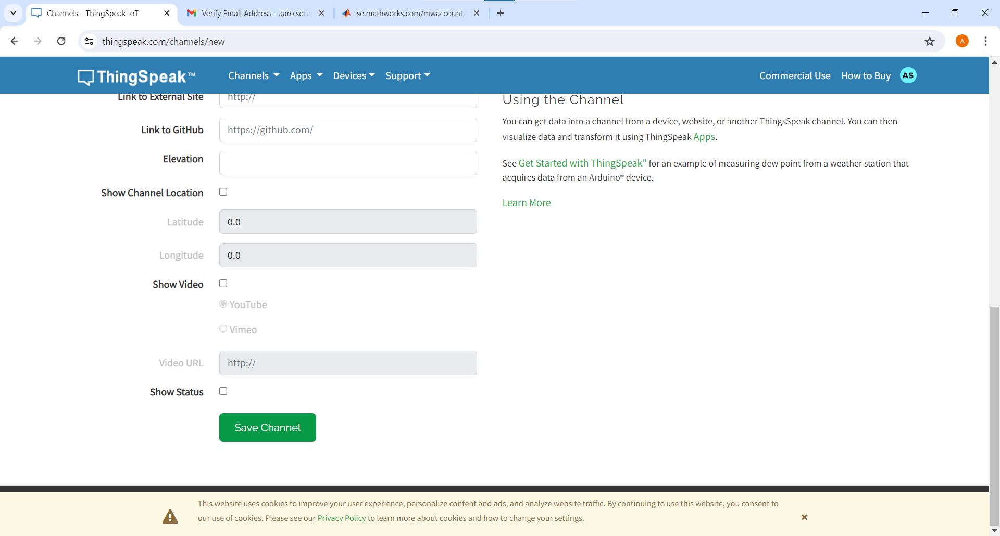 Channels - ThingSpeak IoT
Verify Email Address - aaro.sonn
se.mathworks.com/mwaccount/
thingspeak.com/channels/new
A
ThingSpeak™
Channels
Apps
Devices
Support
Commercial Use
How to Buy
AS
Link to External Site
http://
Link to GitHub
https://github.com/
Elevation
Show Channel Location
Latitude
0.0
Longitude
0.0
Show Video
YouTube
Vimeo
Video URL
http://
Show Status
Save Channel
Using the Channel
You can get data into a channel from a device, website, or another ThingsSpeak channel. You can then
visualize data and transform it using ThingSpeak Apps.
See Get Started with ThingSpeak" for an example of measuring dew point from a weather station that
acquires data from an Arduino® device.
Learn More
This website uses cookies to improve your user experience, personalize content and ads, and analyze website traffic. By continuing to use this website, you consent to
our use of cookies. Please see our Privacy Policy to learn more about cookies and how to change your settings.